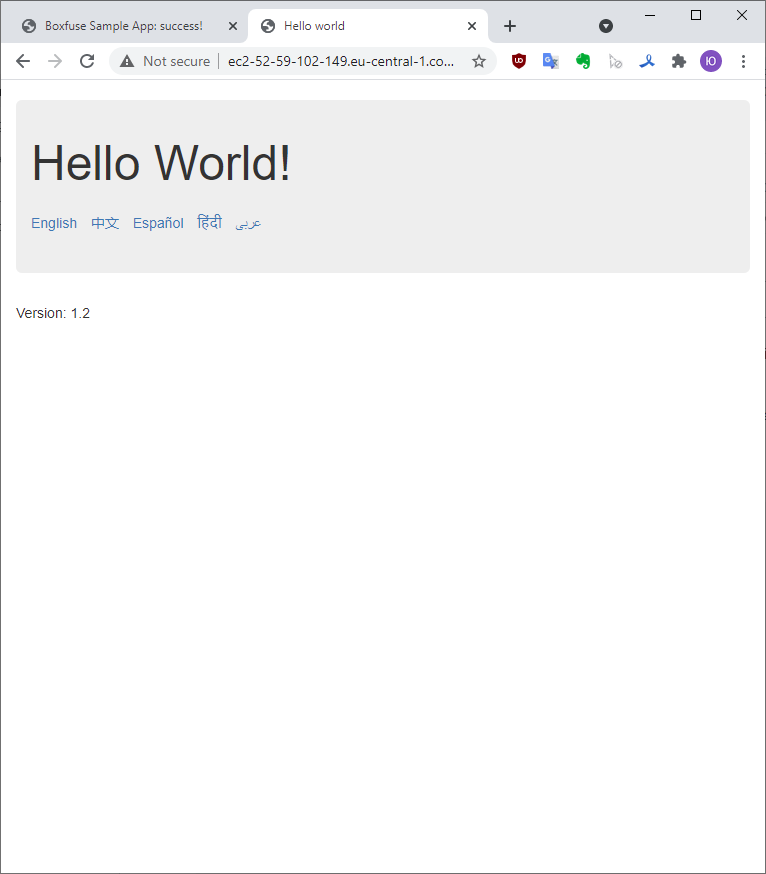 Boxfuse Sample App: success!
Hello world
Not secure
ec2-52-59-102-149.eu-central-1.co...
Ю
Hello World!
English 中文 Español हिंदी عربى
Version: 1.2